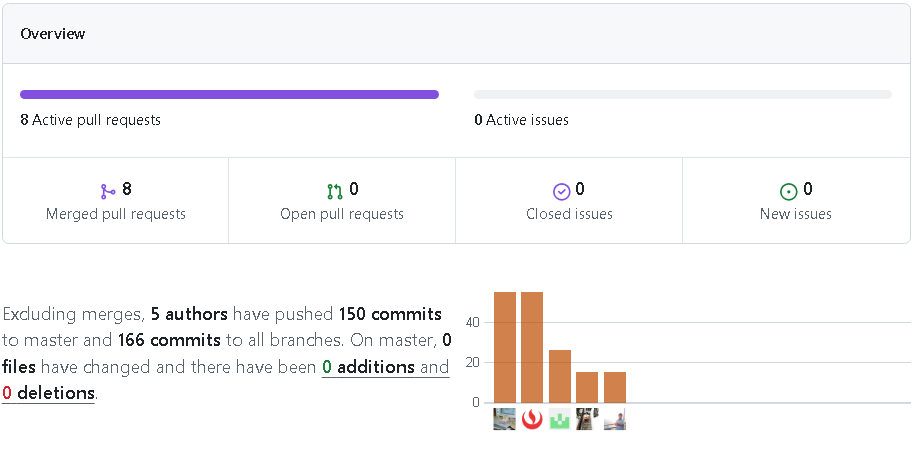 Overview
8 Active pull requests
0 Active issues
8
Merged pull requests
0
Open pull requests
0
Closed issues
0
New issues
Excluding merges, 5 authors have pushed 150 commits
to master and 166 commits to all branches. On master, 0
files have changed and there have been 0 additions and
0 deletions.
40
20
0